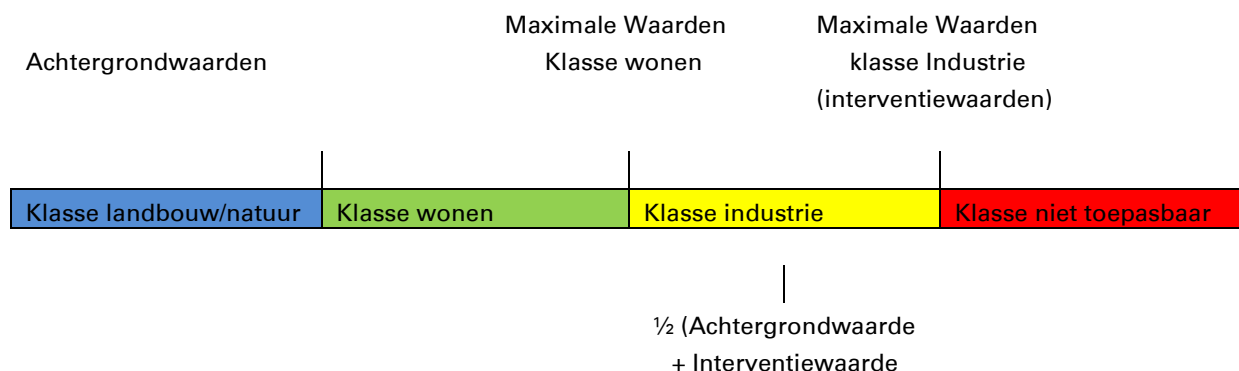 Maximale Waarden Maximale Waarden
Achtergrondwaarden Klasse wonen klasse Industrie
(interventiewaarden)
Klasse landbouw/natuur Klasse wonen Klasse industrie Klasse niet toepasbaar
½ (Achtergrondwaarde
+ Interventiewaarde